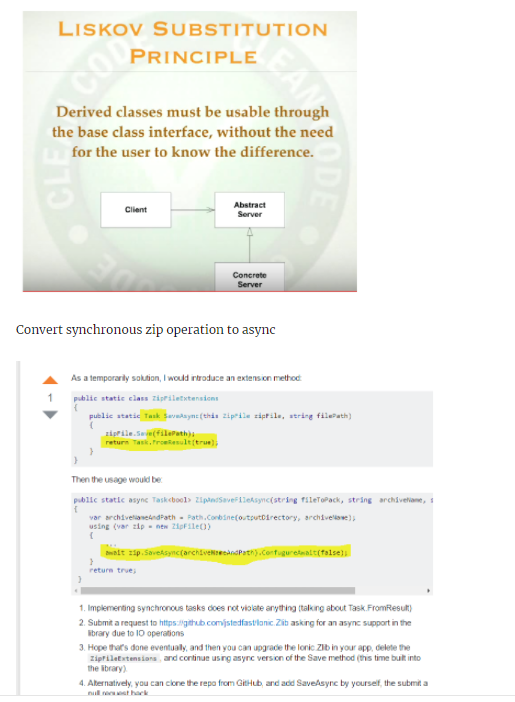 LISKOV SUBSTITUTION
PRINCIPLE
Derived classes must be usable through
the base class interface, without the need
for the user to know the difference.
CLEAN CODE
CLEAN CODE
Client
Abstract
Server
Concrete
Server
Convert synchronous zip operation to async
As a temporarily solution, I would introduce an extension method:
1
public static class ZipFileExtensions
{
public static Task SaveAsync(this ZipFile zipFile, string filePath)
{
zipFile.Save(filePath);
return Task.FromResult(true);
}
}
Then the usage would be:
public static async Task<bool> ZipAndSaveFileAsync(string fileToPack, string archiveName, s
{
var archiveNameAndPath = Path.Combine(outputDirectory, archiveName);
using (var zip = new ZipFile())
{
...
await zip.SaveAsync(archiveNameAndPath).ConfugureAwait(false);
}
return true;
}
1. Implementing synchronous tasks does not violate anything (talking about Task.FromResult)
2. Submit a request to https://github.com/jstedfast/Ionic.Zlib asking for an async support in the
library due to IO operations
3. Hope that's done eventually, and then you can upgrade the Ionic.Zlib in your app, delete the
ZipFileExtensions , and continue using async version of the Save method (this time built into
the library).
4. Alternatively, you can clone the repo from GitHub, and add SaveAsync by yourself, the submit a
pull request back.